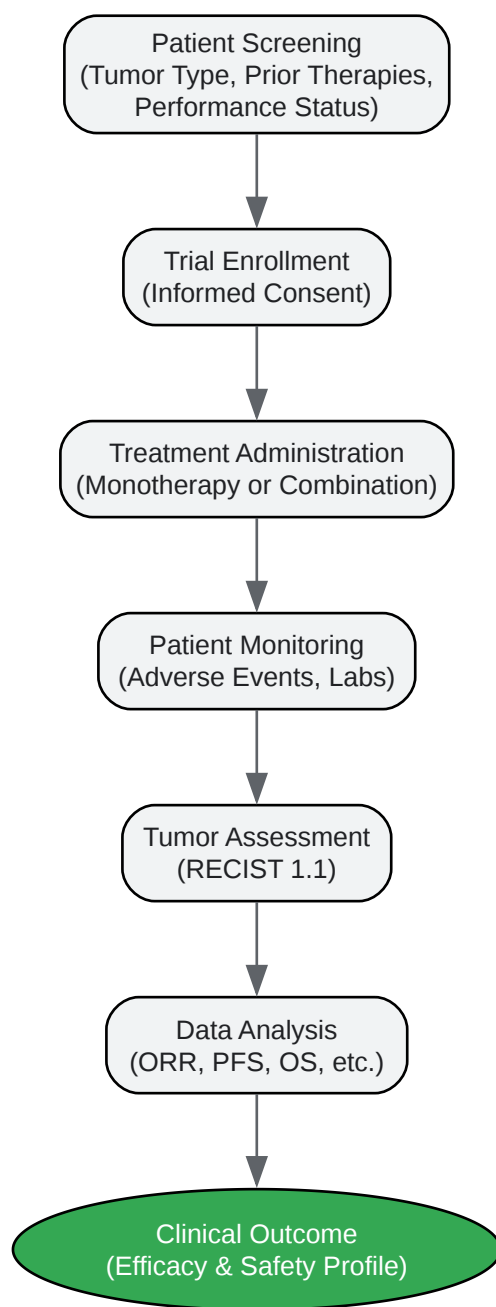 Patient Screening
(Tumor Type, Prior Therapies,
Performance Status)
Trial Enrollment
(Informed Consent)
Treatment Administration
(Monotherapy or Combination)
Patient Monitoring
(Adverse Events, Labs)
Tumor Assessment
(RECIST 1.1)
Data Analysis
(ORR, PFS, OS, etc.)
Clinical Outcome
(Efficacy & Safety Profile)